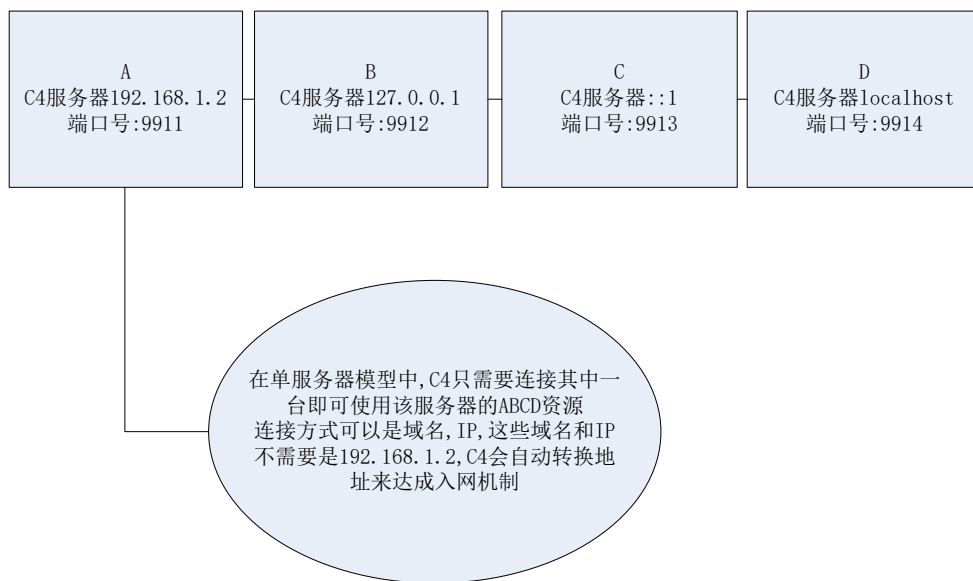 A
C4服务器192.168.1.2
端口号:9911
B
C4服务器127.0.0.1
端口号:9912
C
C4服务器::1
端口号:9913
D
C4服务器localhost
端口号:9914
在单服务器模型中,C4只需要连接其中一
台即可使用该服务器的ABCD资源
连接方式可以是域名,IP,这些域名和IP
不需要是192.168.1.2,C4会自动转换地
址来达成入网机制